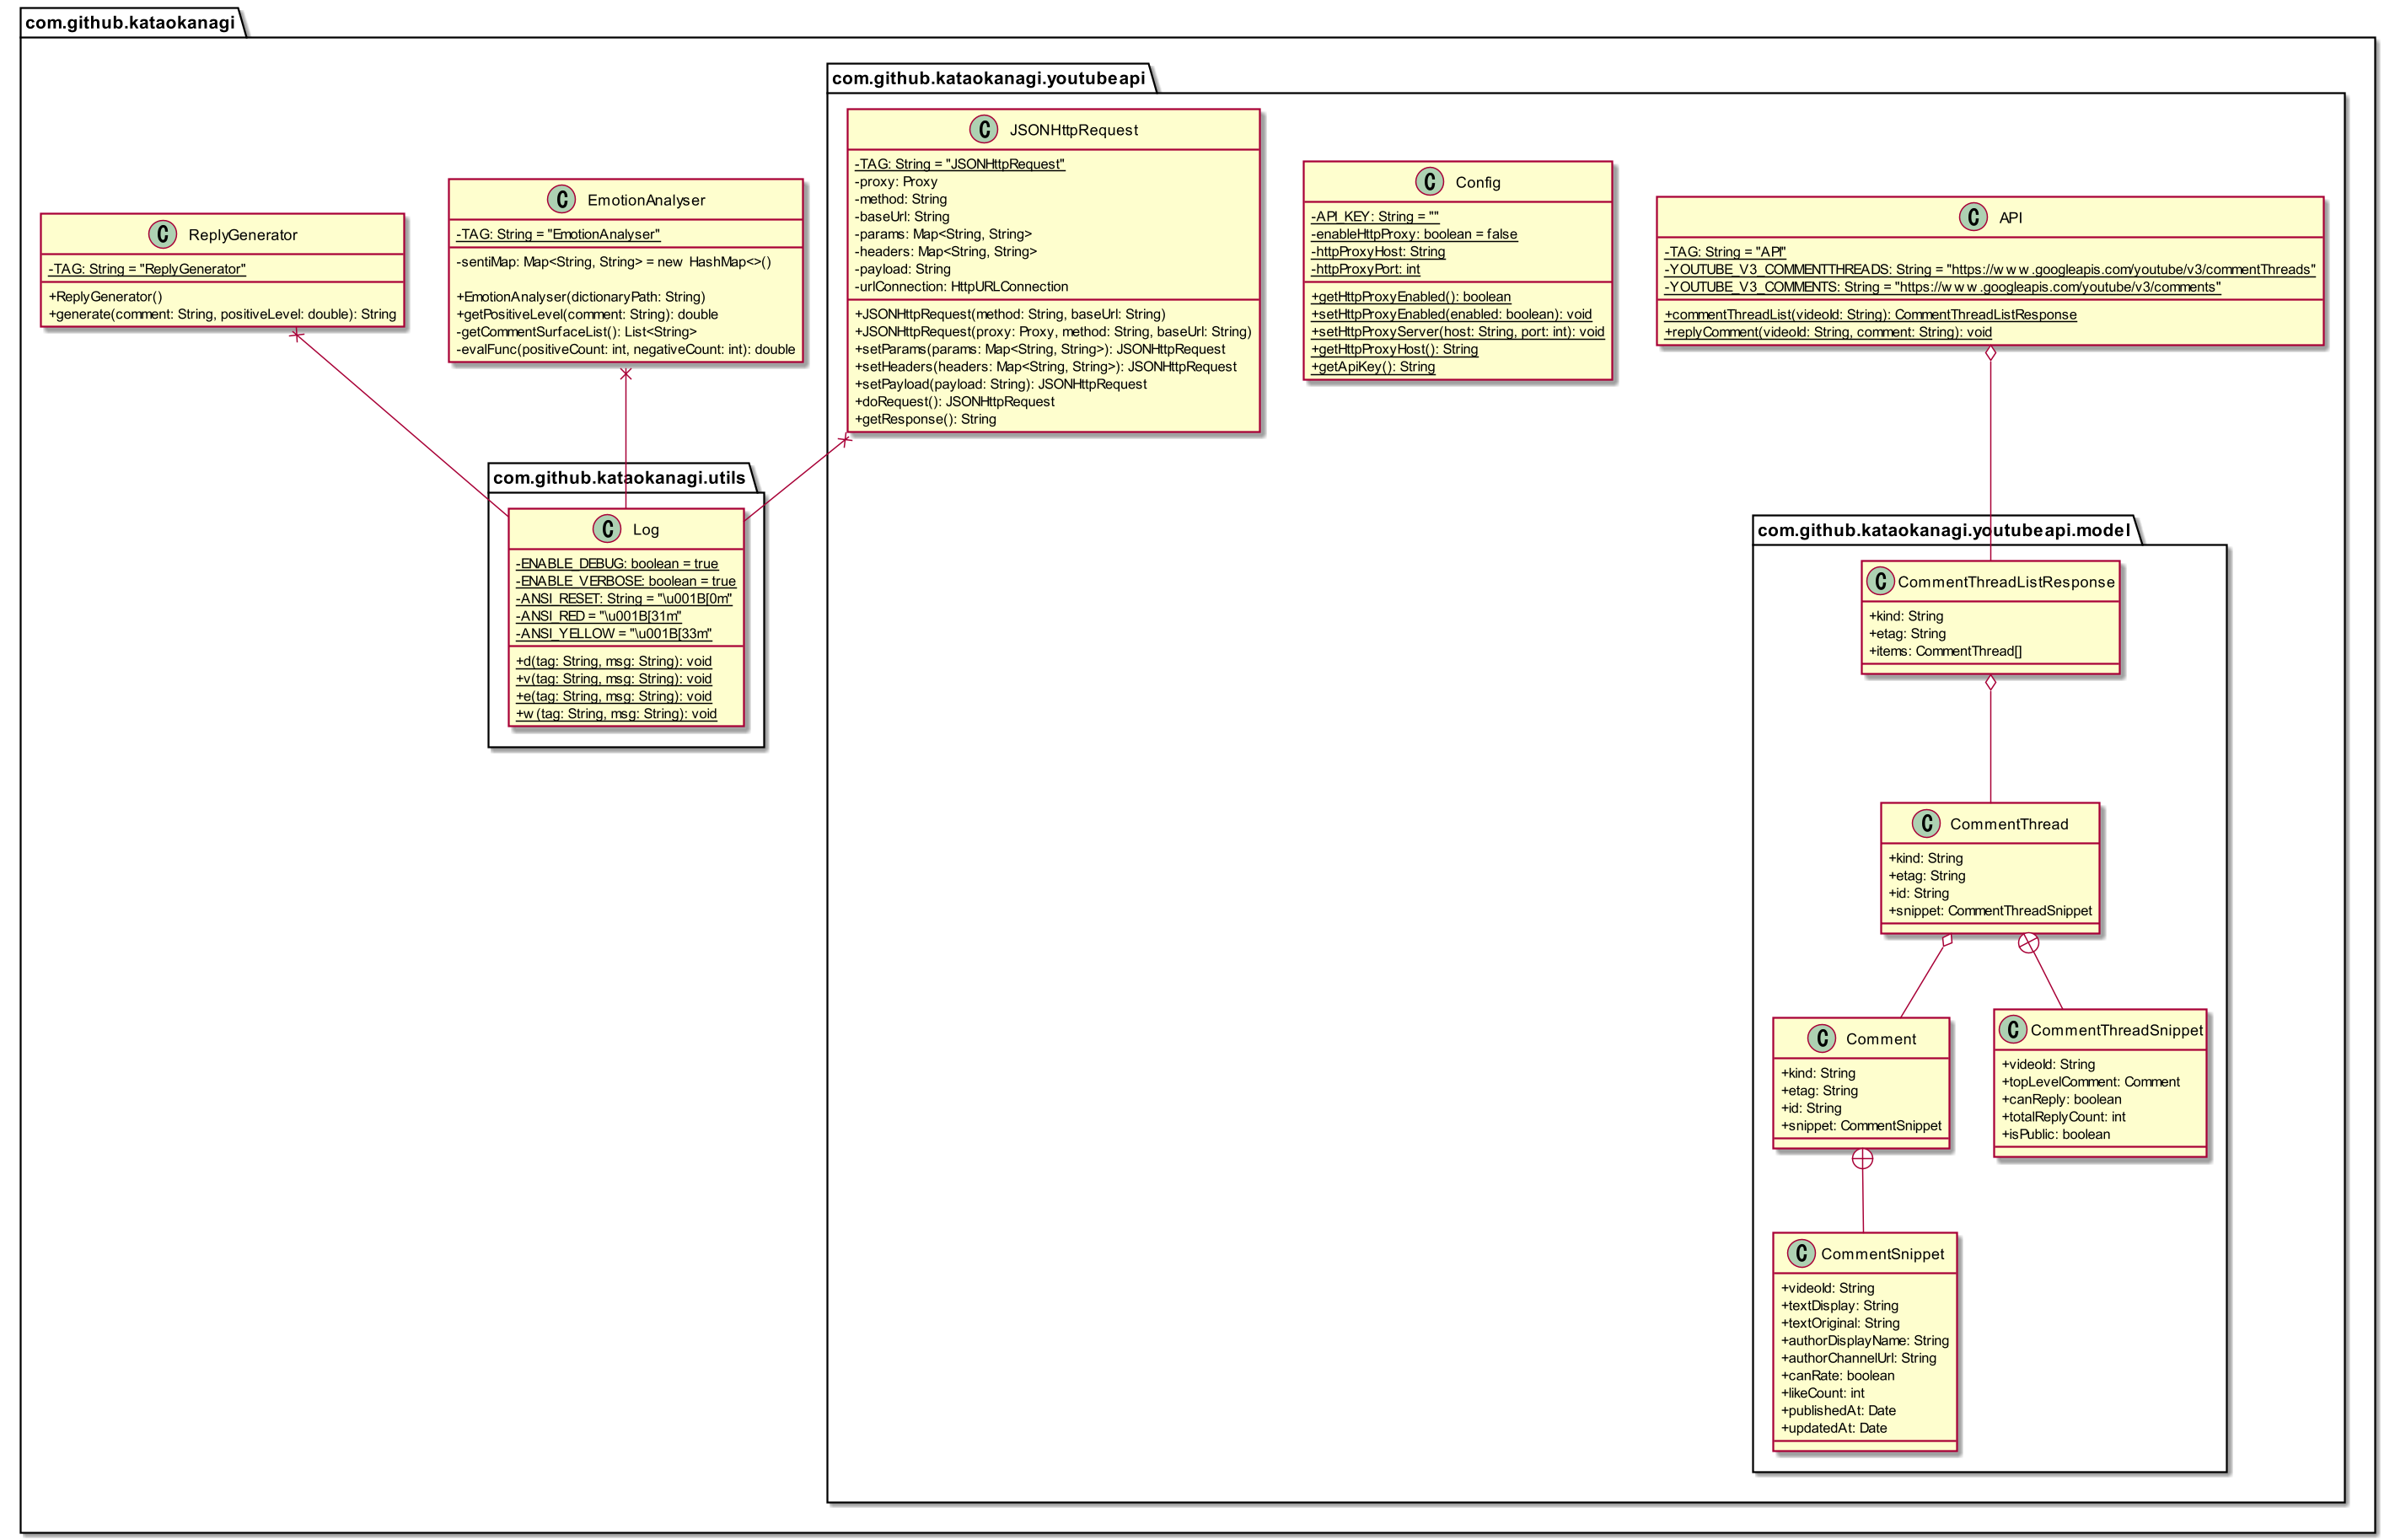 com.github.kataokanagi
com.github.kataokanagi.youtubeapi
C JSONHttpRequest
-TAG: String = "JSONHttpRequest"
-proxy: Proxy
-method: String
-baseUrl: String
-params: Map<String, String>
-headers: Map<String, String>
-payload: String
-urlConnection: HttpURLConnection
+JSONHttpRequest(method: String, baseUrl: String)
+JSONHttpRequest(proxy: Proxy, method: String, baseUrl: String)
+setParams(params: Map<String, String>): JSONHttpRequest
+setHeaders(headers: Map<String, String>): JSONHttpRequest
+setPayload(payload: String): JSONHttpRequest
+doRequest(): JSONHttpRequest
+getResponse(): String
C Config
-API_KEY: String = ""
-enableHttpProxy: boolean = false
-httpProxyHost: String
-httpProxyPort: int
+getHttpProxyEnabled(): boolean
+setHttpProxyEnabled(enabled: boolean): void
+setHttpProxyServer(host: String, port: int): void
+getHttpProxyHost(): String
+getApiKey(): String
C API
-TAG: String = "API"
-YOUTUBE_V3_COMMENTTHREADS: String = "https://www.googleapis.com/youtube/v3/commentThreads"
-YOUTUBE_V3_COMMENTS: String = "https://www.googleapis.com/youtube/v3/comments"
+commentThreadList(videoId: String): CommentThreadListResponse
+replyComment(videoId: String, comment: String): void
C EmotionAnalyser
-TAG: String = "EmotionAnalyser"
-sentiMap: Map<String, String> = new HashMap<>()
+EmotionAnalyser(dictionaryPath: String)
+getPositiveLevel(comment: String): double
-getCommentSurfaceList(): List<String>
-evalFunc(positiveCount: int, negativeCount: int): double
C ReplyGenerator
-TAG: String = "ReplyGenerator"
+ReplyGenerator()
+generate(comment: String, positiveLevel: double): String
com.github.kataokanagi.utils
C Log
-ENABLE_DEBUG: boolean = true
-ENABLE_VERBOSE: boolean = true
-ANSI_RESET: String = "\u001B[0m"
-ANSI_RED = "\u001B[31m"
-ANSI_YELLOW = "\u001B[33m"
+d(tag: String, msg: String): void
+v(tag: String, msg: String): void
+e(tag: String, msg: String): void
+w(tag: String, msg: String): void
com.github.kataokanagi.youtubeapi.model
C CommentThreadListResponse
+kind: String
+etag: String
+items: CommentThread[]
C CommentThread
+kind: String
+etag: String
+id: String
+snippet: CommentThreadSnippet
C Comment
+kind: String
+etag: String
+id: String
+snippet: CommentSnippet
C CommentThreadSnippet
+videoId: String
+topLevelComment: Comment
+canReply: boolean
+totalReplyCount: int
+isPublic: boolean
C CommentSnippet
+videoId: String
+textDisplay: String
+textOriginal: String
+authorDisplayName: String
+authorChannelUrl: String
+canRate: boolean
+likeCount: int
+publishedAt: Date
+updatedAt: Date